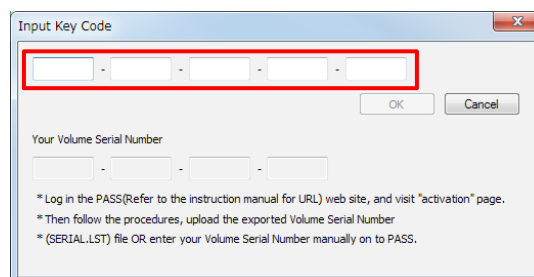 Input Key Code
- - - -
OK Cancel
Your Volume Serial Number
- - -
* Log in the PASS(Refer to the instruction manual for URL) web site, and visit "activation" page.
* Then follow the procedures, upload the exported Volume Serial Number
* (SERIAL.LST) file OR enter your Volume Serial Number manually on to PASS.